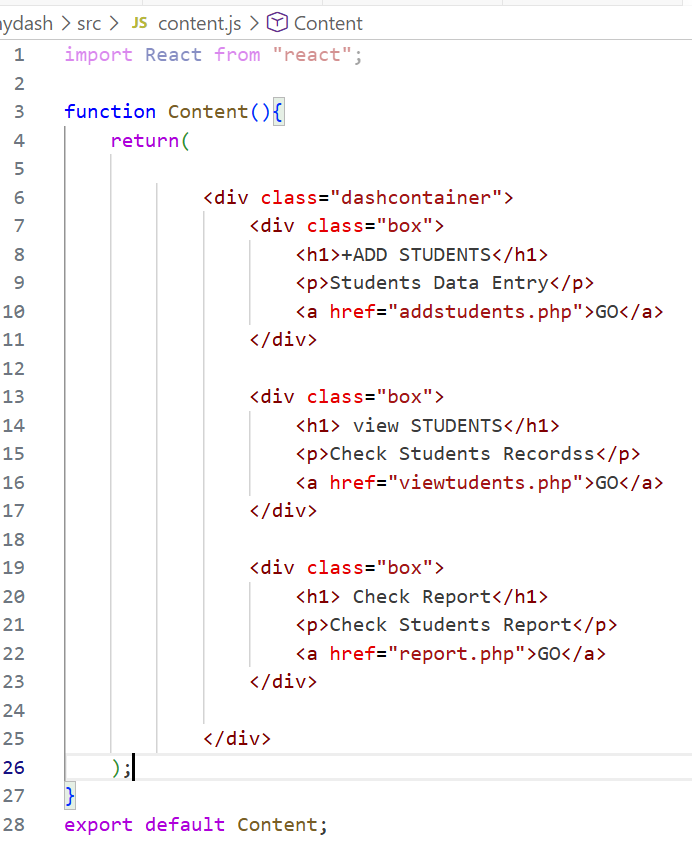 aydash > src > JS content.js > Content
1 import React from "react";
2
3 function Content(){
4     return(
5
6             <div class="dashcontainer">
7                 <div class="box">
8                     <h1>+ADD STUDENTS</h1>
9                     <p>Students Data Entry</p>
10                     <a href="addstudents.php">GO</a>
11                 </div>
12
13                 <div class="box">
14                     <h1> view STUDENTS</h1>
15                     <p>Check Students Recordss</p>
16                     <a href="viewtudents.php">GO</a>
17                 </div>
18
19                 <div class="box">
20                     <h1> Check Report</h1>
21                     <p>Check Students Report</p>
22                     <a href="report.php">GO</a>
23                 </div>
24
25             </div>
26     );
27 }
28 export default Content;